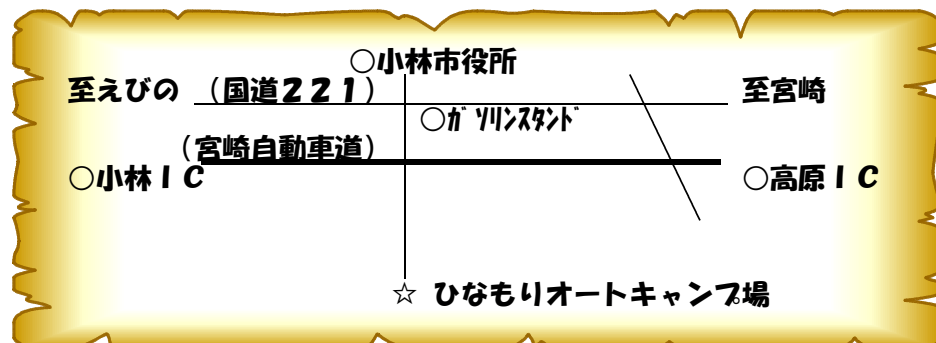 ○小林市役所
至えびの （国道２２１） 至宮崎
○ｶﾞｿﾘﾝｽﾀﾝﾄﾞ
（宮崎自動車道）
○小林ＩＣ ○高原ＩＣ
☆ ひなもりオートキャンプ場